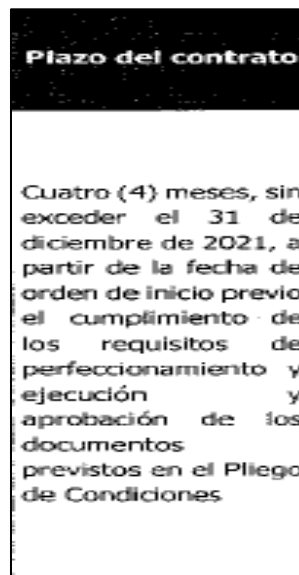 Plazo del contrato
Cuatro (4) meses, sin
exceder el 31 de
diciembre de 2021, a
partir de la fecha de
orden de inicio previo
el cumplimiento de
los requisitos de
perfeccionamiento y
ejecución y
aprobación de los
documentos
previstos en el Pliego
de Condiciones